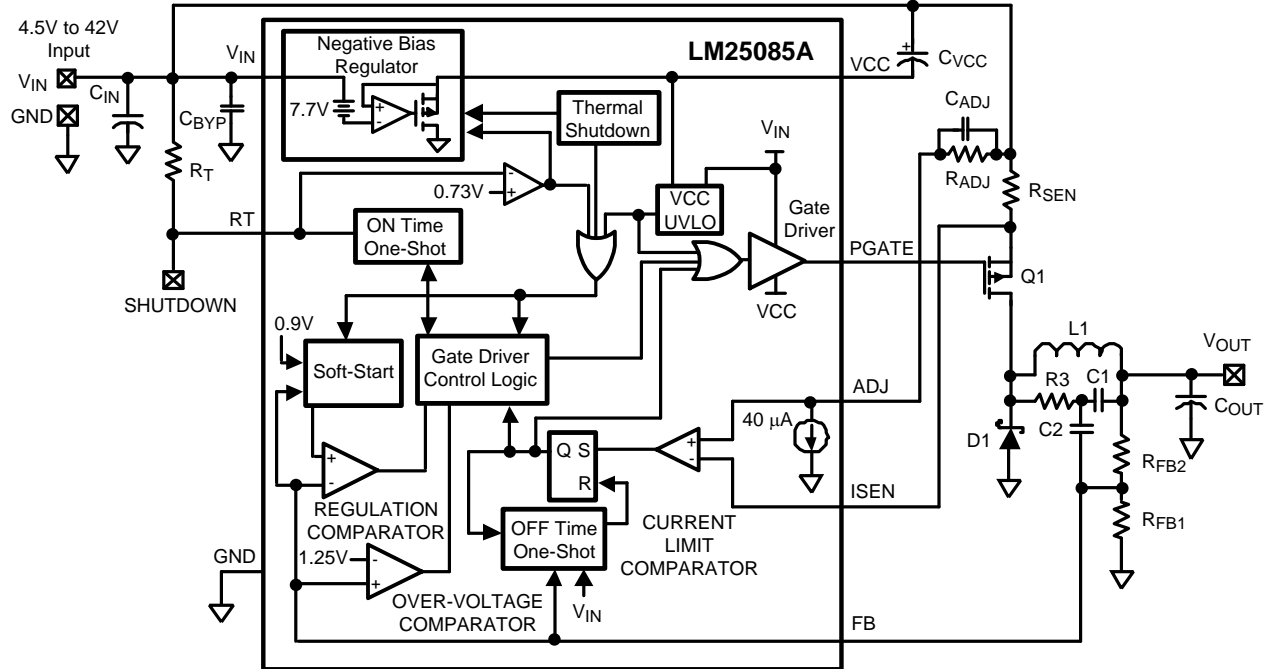 4.5V to 42V
Input
VIN
GND
CIN
CBYP
RT
RT
SHUTDOWN
VIN
Negative Bias
Regulator
7.7V
+
-
LM25085A
Thermal
Shutdown
VCC
+
CVCC
CADJ
RADJ
RSEN
-
+
0.73V
VCC
UVLO
VIN
Gate
Driver
VCC
PGATE
Q1
ON Time
One-Shot
0.9V
Soft-Start
Gate Driver
Control Logic
L1
VOUT
R3
C1
C2
COUT
D1
RFB2
RFB1
ADJ
40 µA
+
-
ISEN
Q S
R
+
-
REGULATION
COMPARATOR
OFF Time
One-Shot
CURRENT
LIMIT
COMPARATOR
GND
1.25V
-
+
OVER-VOLTAGE
COMPARATOR
VIN
FB